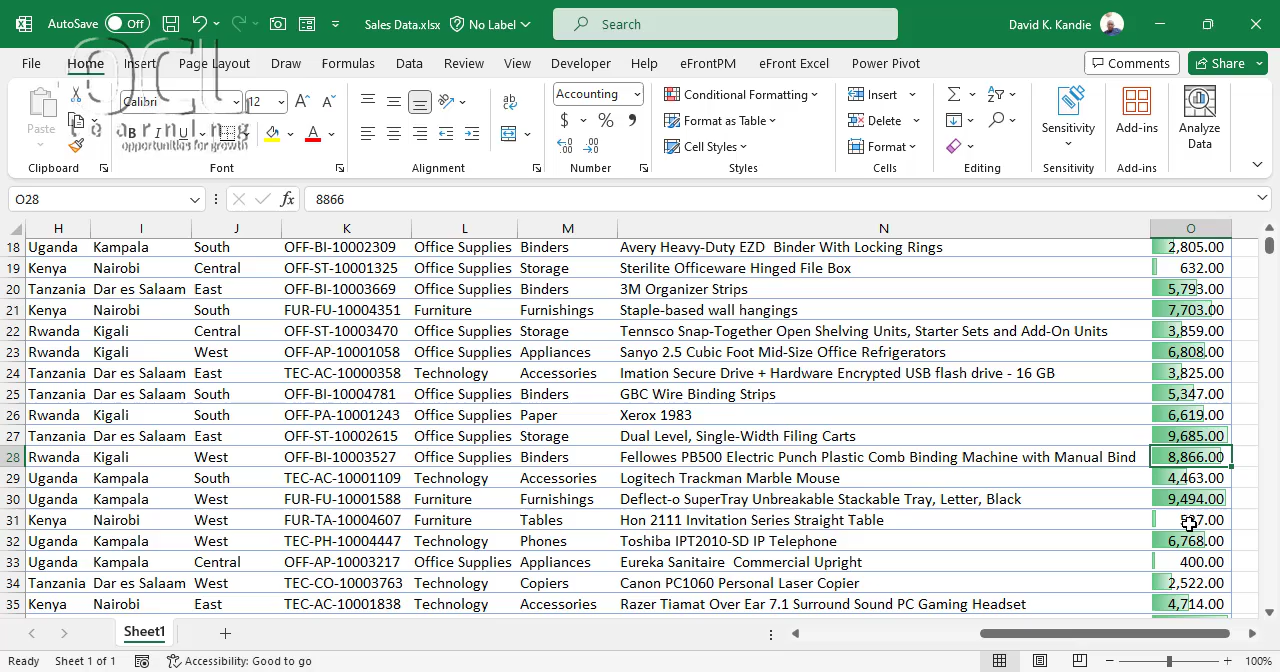 AutoSave Off Sales Data.xlsx No Label Search David K. Kandie
File Home Insert Page Layout Draw Formulas Data Review View Developer Help eFrontPM eFront Excel Power Pivot Comments Share
OCL
Paste Calibri 12 ab Accounting Conditional Formatting Insert Sensitivity Add-ins Analyze Data
Learning B I U A $ % 9 Format as Table Delete
opportunities for growth .00 Cell Styles Format
Clipboard Font Alignment Number Styles Cells Editing Sensitivity Add-ins
O28 fx 8866
H I J K L M N O
18 Uganda Kampala South OFF-BI-10002309 Office Supplies Binders Avery Heavy-Duty EZD Binder With Locking Rings 2,805.00
19 Kenya Nairobi Central OFF-ST-10001325 Office Supplies Storage Sterilite Officeware Hinged File Box 632.00
20 Tanzania Dar es Salaam East OFF-BI-10003669 Office Supplies Binders 3M Organizer Strips 5,793.00
21 Kenya Nairobi South FUR-FU-10004351 Furniture Furnishings Staple-based wall hangings 7,703.00
22 Rwanda Kigali Central OFF-ST-10003470 Office Supplies Storage Tennsco Snap-Together Open Shelving Units, Starter Sets and Add-On Units 3,859.00
23 Rwanda Kigali West OFF-AP-10001058 Office Supplies Appliances Sanyo 2.5 Cubic Foot Mid-Size Office Refrigerators 6,808.00
24 Tanzania Dar es Salaam East TEC-AC-10000358 Technology Accessories Imation Secure Drive + Hardware Encrypted USB flash drive - 16 GB 3,825.00
25 Tanzania Dar es Salaam South OFF-BI-10004781 Office Supplies Binders GBC Wire Binding Strips 5,347.00
26 Rwanda Kigali South OFF-PA-10001243 Office Supplies Paper Xerox 1983 6,619.00
27 Tanzania Dar es Salaam East OFF-ST-10002615 Office Supplies Storage Dual Level, Single-Width Filing Carts 9,685.00
28 Rwanda Kigali West OFF-BI-10003527 Office Supplies Binders Fellowes PB500 Electric Punch Plastic Comb Binding Machine with Manual Bind 8,866.00
29 Uganda Kampala South TEC-AC-10001109 Technology Accessories Logitech Trackman Marble Mouse 4,463.00
30 Uganda Kampala West FUR-FU-10001588 Furniture Furnishings Deflect-o SuperTray Unbreakable Stackable Tray, Letter, Black 9,494.00
31 Kenya Nairobi West FUR-TA-10004607 Furniture Tables Hon 2111 Invitation Series Straight Table
32 Uganda Kampala West TEC-PH-10004447 Technology Phones Toshiba IPT2010-SD IP Telephone 6,768.00
33 Uganda Kampala Central OFF-AP-10003217 Office Supplies Appliances Eureka Sanitaire Commercial Upright 400.00
34 Tanzania Dar es Salaam West TEC-CO-10003763 Technology Copiers Canon PC1060 Personal Laser Copier 2,522.00
35 Kenya Nairobi East TEC-AC-10001838 Technology Accessories Razer Tiamat Over Ear 7.1 Surround Sound PC Gaming Headset 4,714.00
Sheet1
Ready Sheet 1 of 1 Accessibility: Good to go 100%